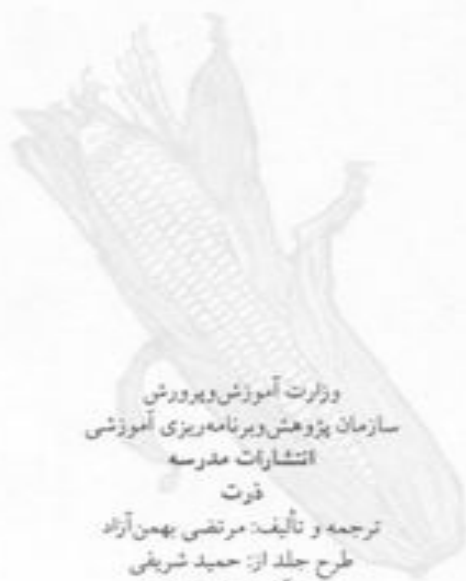 وزارت آموزش‌وپرورش
سازمان پژوهش‌وبرنامه‌ریزی آموزشی
انتشارات مدرسه
ذرت
ترجمه و تألیف: مرتضی بهمن‌آزاد
طرح جلد از: حمید شریفی